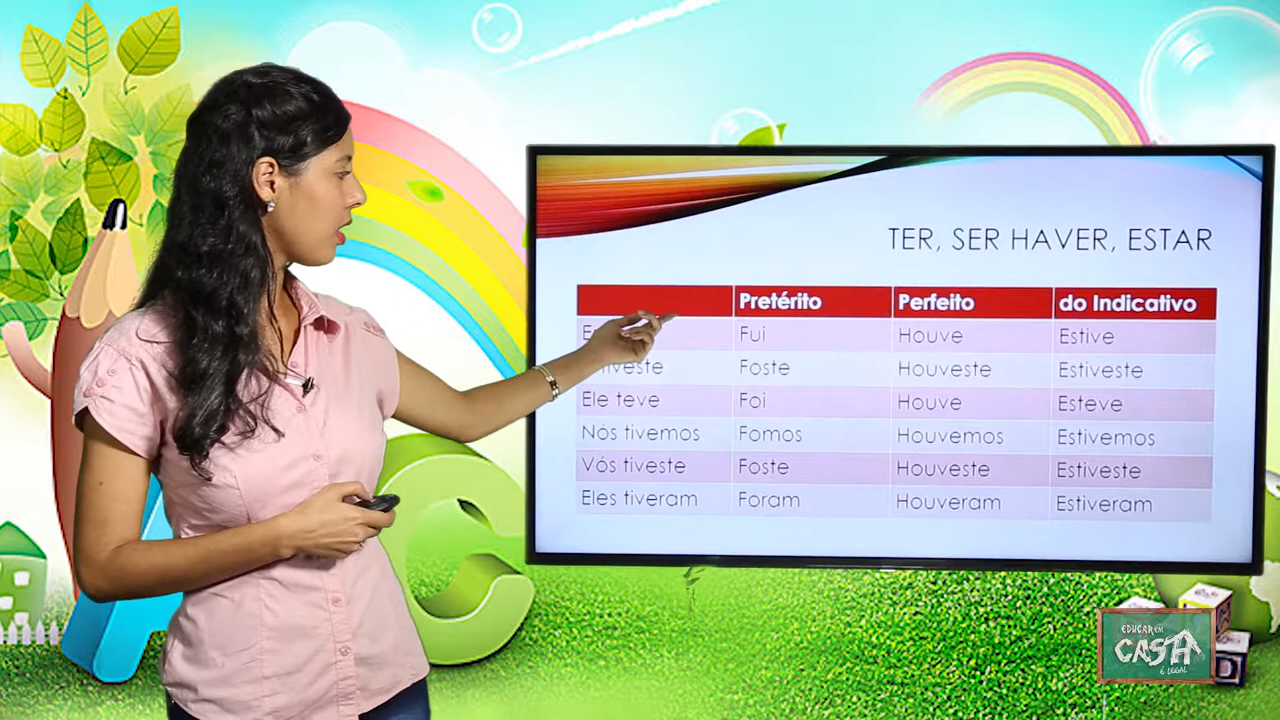 TER, SER HAVER, ESTAR
Pretérito Perfeito do Indicativo
Fui Houve Estive
Foste Houveste Estiveste
Ele teve Foi Houve Esteve
Nós tivemos Fomos Houvemos Estivemos
Vós tiveste Foste Houveste Estiveste
Eles tiveram Foram Houveram Estiveram
EDUCAR EM
CASA
É LEGAL